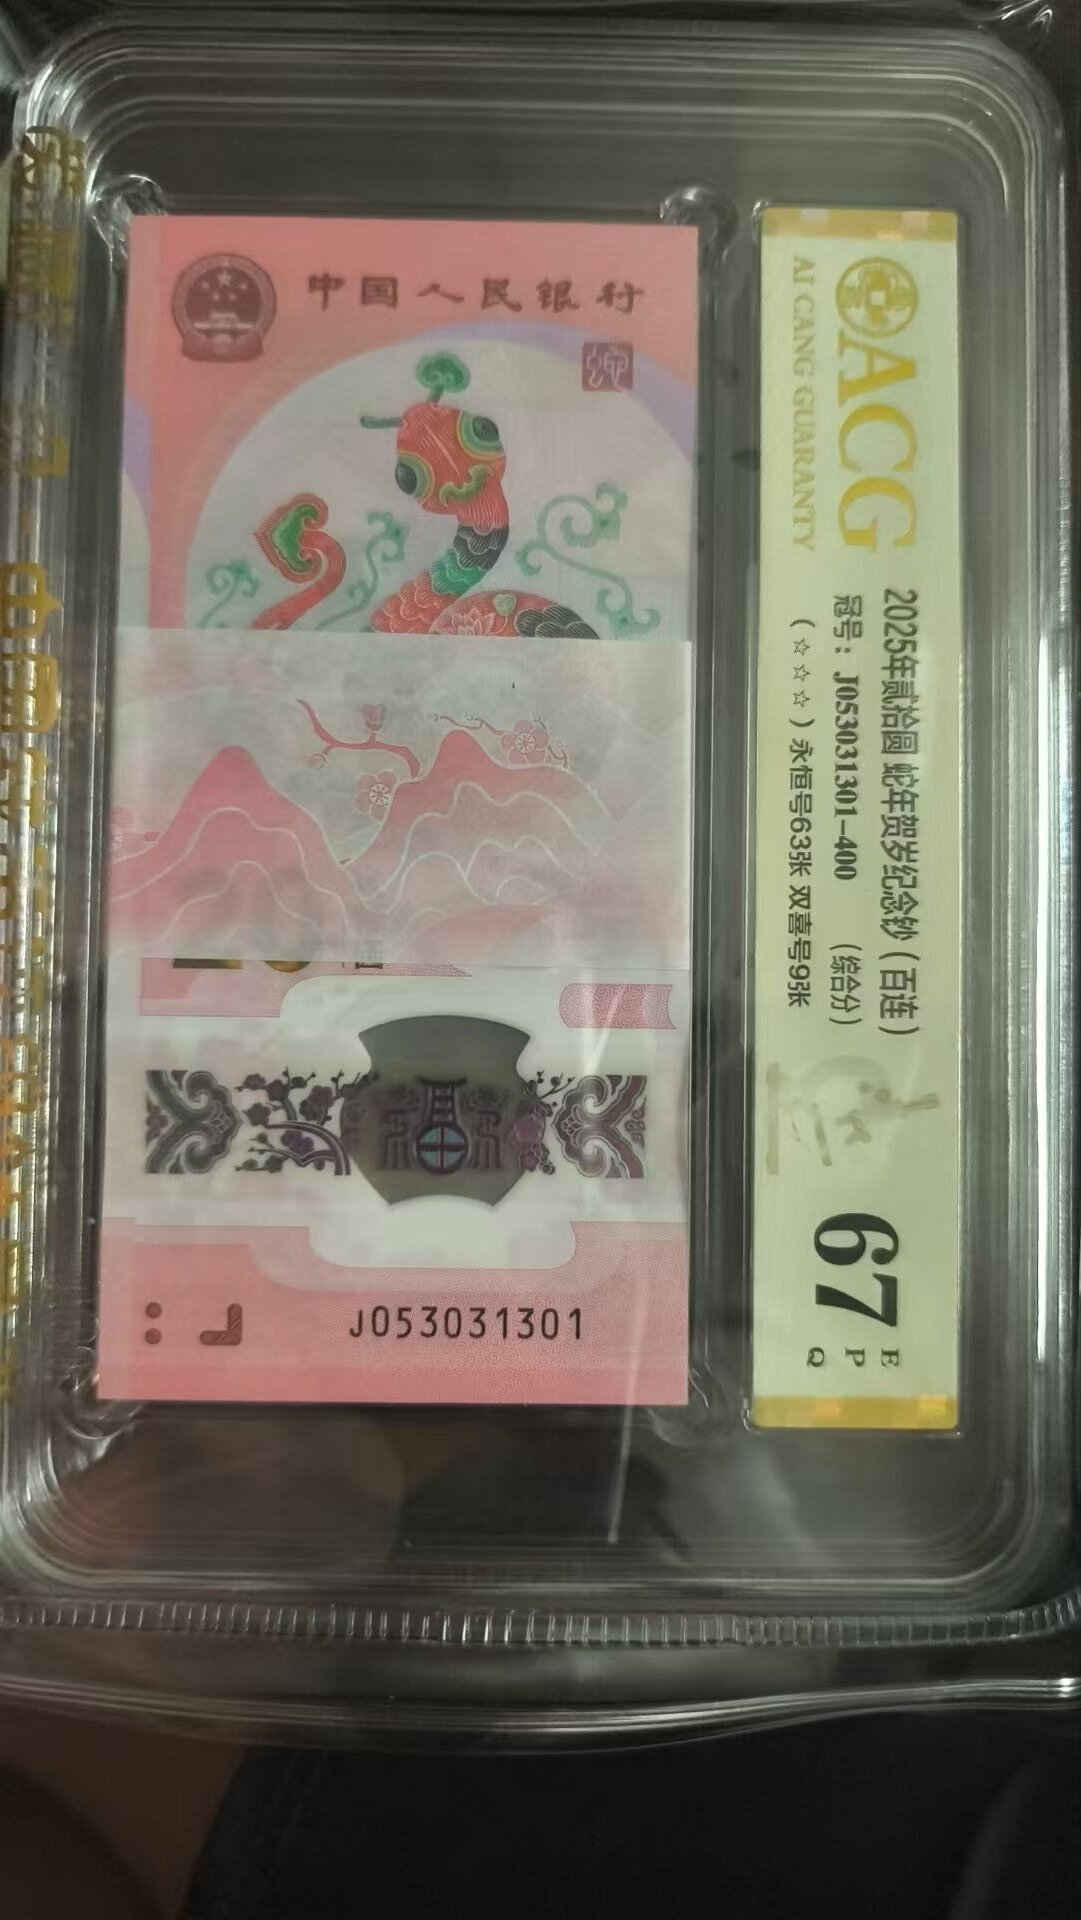 中国人民银行
J053031301
ACG
AI CANG GUARANTY
2025年贰拾圆 蛇年贺岁纪念钞（百连）
冠号：J053031301-400 （综合分）
（☆☆☆）永恒号63张 双喜号9张
67
E
P
Q